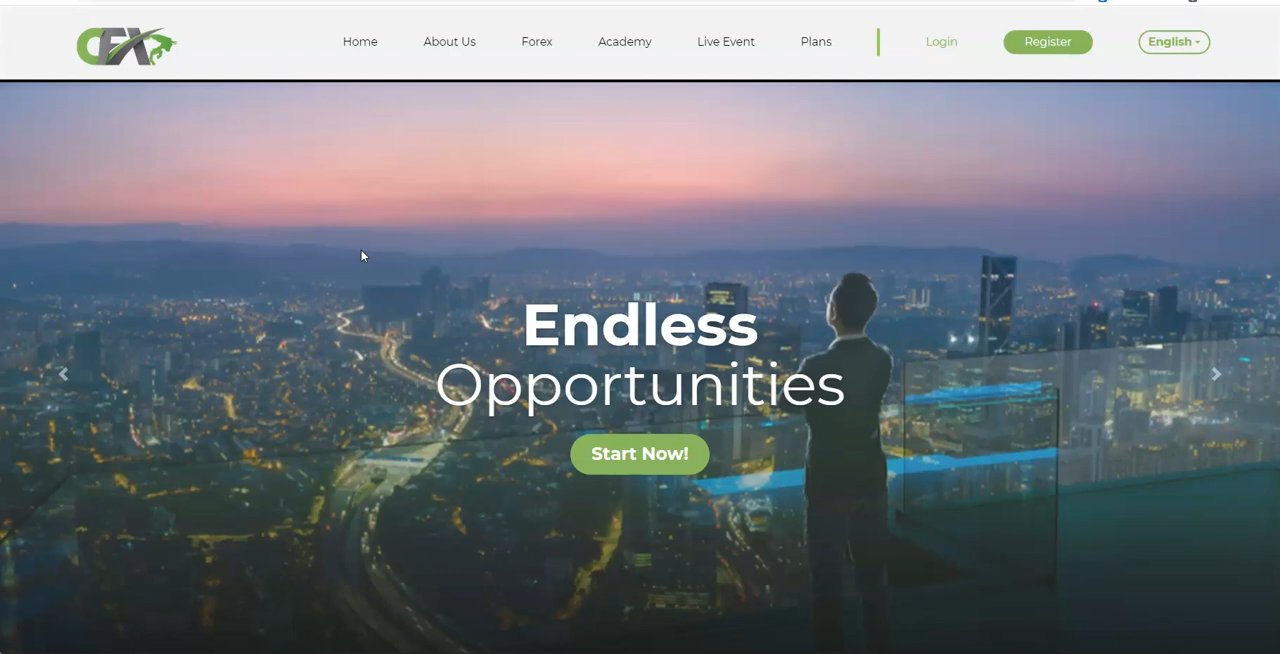 CFX
Home
About Us
Forex
Academy
Live Event
Plans
Login
Register
English
Endless
Opportunities
Start Now!